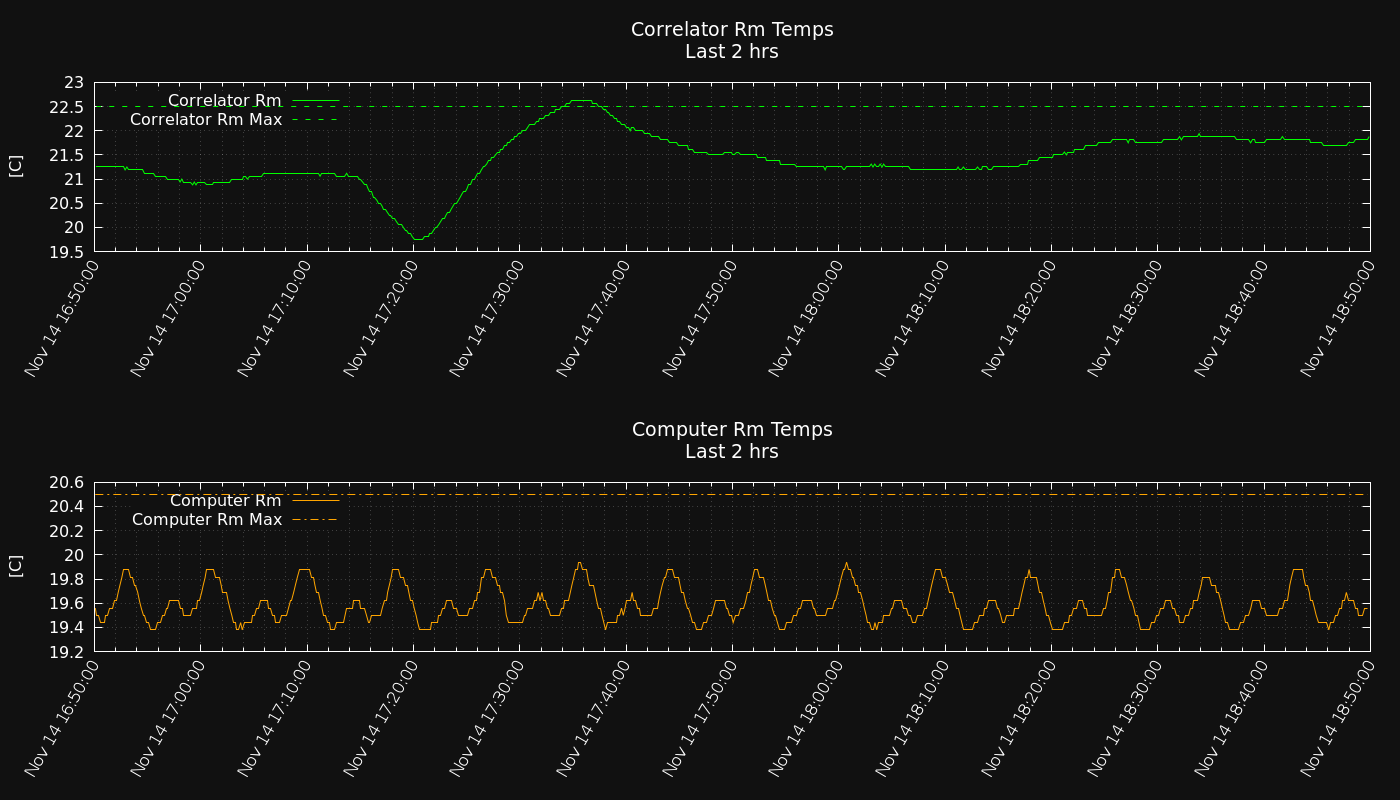 Correlator Rm Temps
Last 2 hrs
23
22.5
22
21.5
21
20.5
20
19.5
[C]
Correlator Rm
Correlator Rm Max
Nov 14 16:50:00
Nov 14 17:00:00
Nov 14 17:10:00
Nov 14 17:20:00
Nov 14 17:30:00
Nov 14 17:40:00
Nov 14 17:50:00
Nov 14 18:00:00
Nov 14 18:10:00
Nov 14 18:20:00
Nov 14 18:30:00
Nov 14 18:40:00
Nov 14 18:50:00
Computer Rm Temps
Last 2 hrs
20.6
20.4
20.2
20
19.8
19.6
19.4
19.2
[C]
Computer Rm
Computer Rm Max
Nov 14 16:50:00
Nov 14 17:00:00
Nov 14 17:10:00
Nov 14 17:20:00
Nov 14 17:30:00
Nov 14 17:40:00
Nov 14 17:50:00
Nov 14 18:00:00
Nov 14 18:10:00
Nov 14 18:20:00
Nov 14 18:30:00
Nov 14 18:40:00
Nov 14 18:50:00